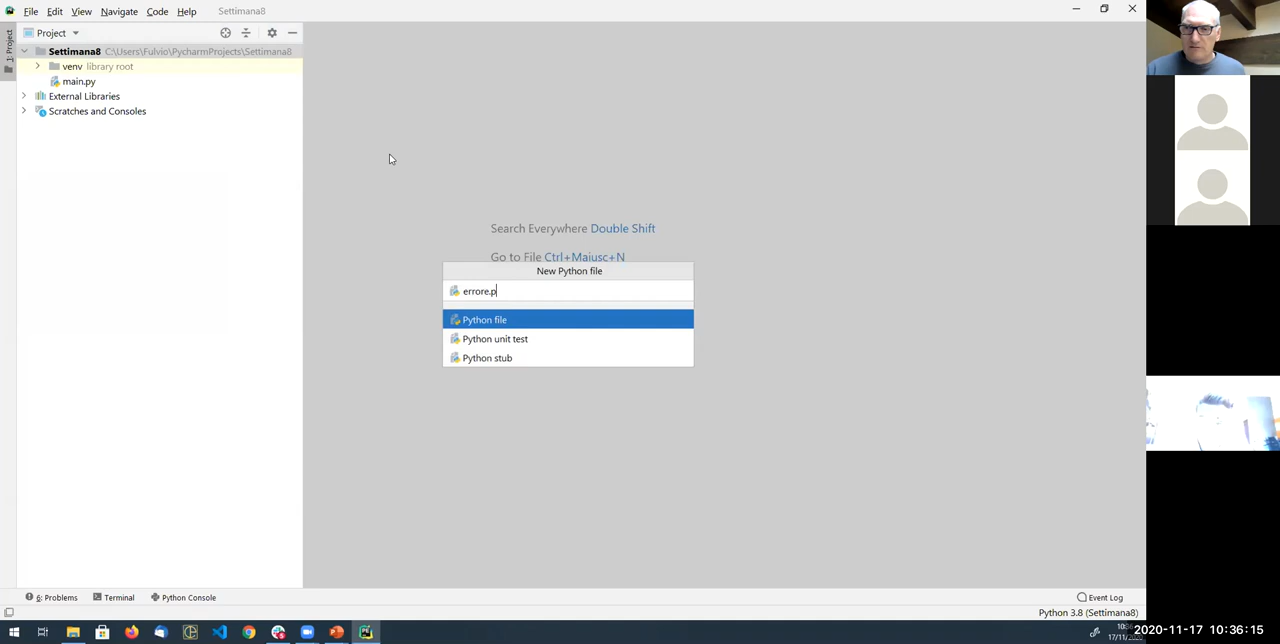 File Edit View Navigate Code Help Settimana8
Project
1: Project
Settimana8 C:\Users\Fulvio\PycharmProjects\Settimana8
venv library root
main.py
External Libraries
Scratches and Consoles
Search Everywhere Double Shift
Go to File Ctrl+Maiusc+N
New Python file
errore.p
Python file
Python unit test
Python stub
6: Problems Terminal Python Console Event Log
Python 3.8 (Settimana8)
2020-11-17 10:36:15